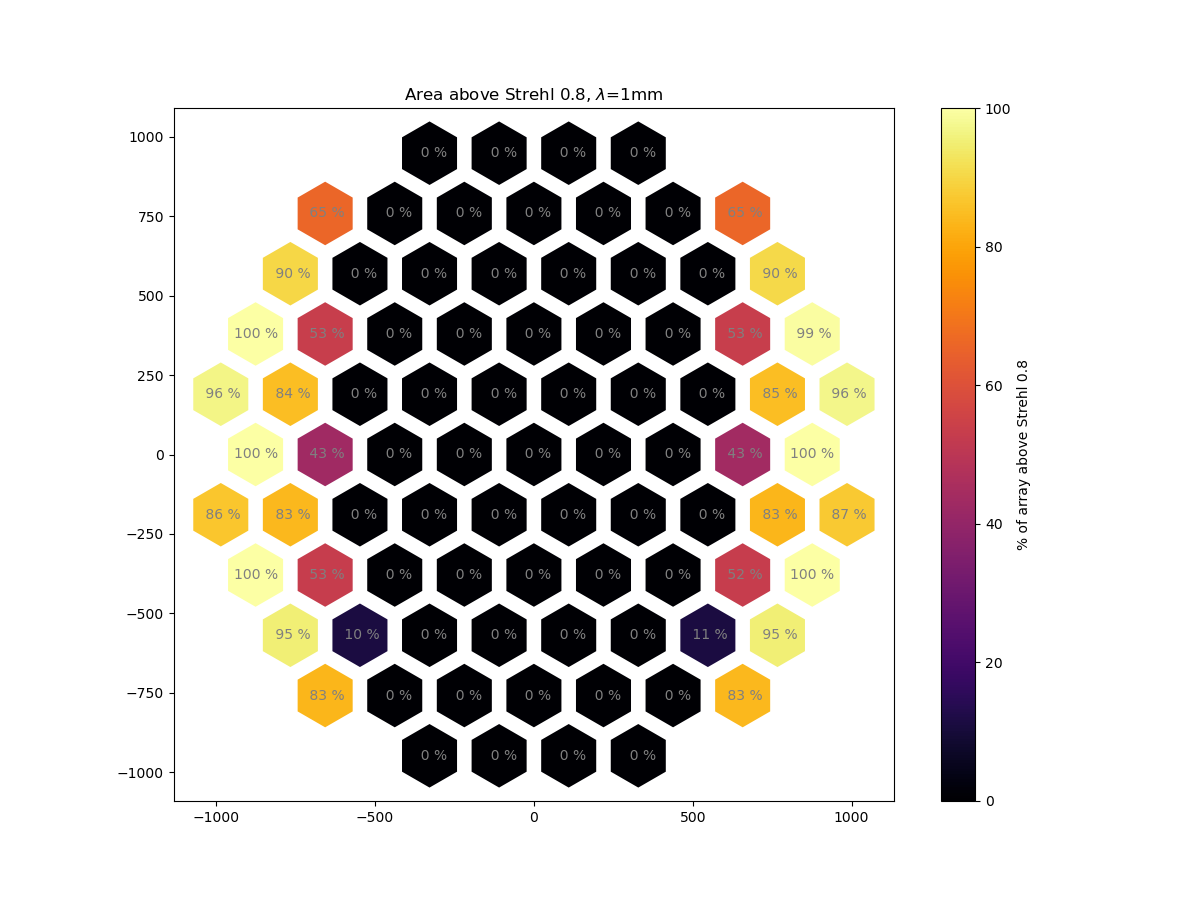 Area above Strehl 0.8, λ=1mm
1000
750
500
250
0
−250
−500
−750
−1000
0 % 0 % 0 % 0 %
65 % 0 % 0 % 0 % 0 % 0 % 65 %
90 % 0 % 0 % 0 % 0 % 0 % 0 % 90 %
100 % 53 % 0 % 0 % 0 % 0 % 0 % 53 % 99 %
96 % 84 % 0 % 0 % 0 % 0 % 0 % 0 % 85 % 96 %
100 % 43 % 0 % 0 % 0 % 0 % 0 % 43 % 100 %
86 % 83 % 0 % 0 % 0 % 0 % 0 % 0 % 83 % 87 %
100 % 53 % 0 % 0 % 0 % 0 % 0 % 52 % 100 %
95 % 10 % 0 % 0 % 0 % 0 % 11 % 95 %
83 % 0 % 0 % 0 % 0 % 0 % 83 %
0 % 0 % 0 % 0 %
−1000 −500 0 500 1000
100
80
60
40
20
0
% of array above Strehl 0.8